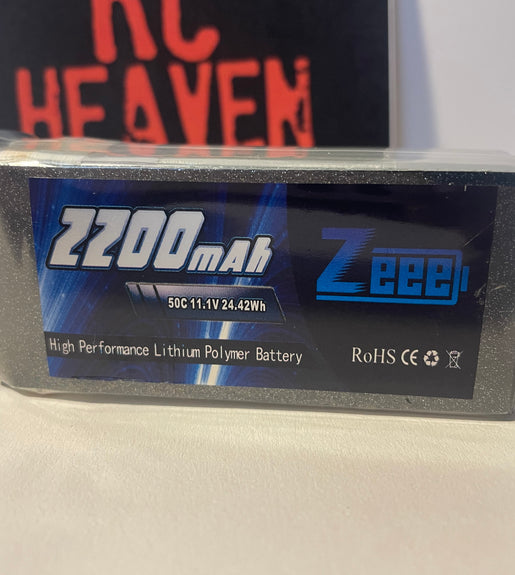 RC
HEAVEN
2200mAh
50C 11.1V 24.42Wh
Zeee
High Performance Lithium Polymer Battery
RoHS CE